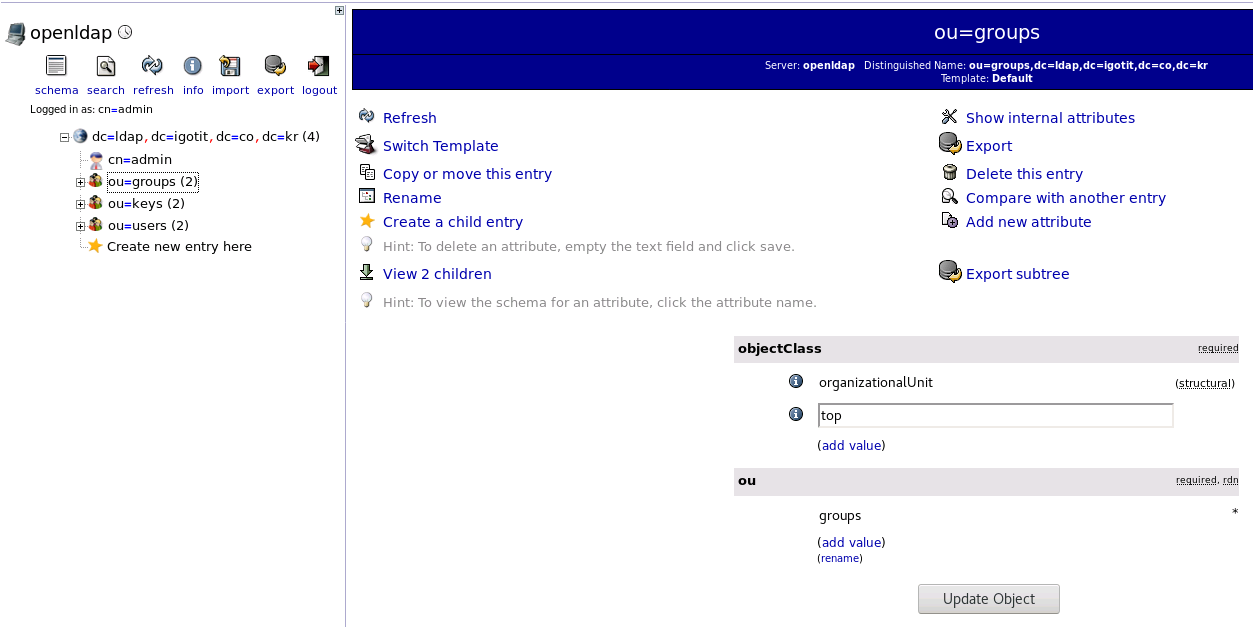 openldap
schema search refresh info import export logout
Logged in as: cn=admin
dc=ldap, dc=igotit, dc=co, dc=kr (4)
cn=admin
ou=groups (2)
ou=keys (2)
ou=users (2)
Create new entry here
ou=groups
Server: openldap Distinguished Name: ou=groups,dc=ldap,dc=igotit,dc=co,dc=kr
Template: Default
Refresh
Show internal attributes
Switch Template
Export
Copy or move this entry
Delete this entry
Rename
Compare with another entry
Create a child entry
Add new attribute
Hint: To delete an attribute, empty the text field and click save.
View 2 children
Export subtree
Hint: To view the schema for an attribute, click the attribute name.
objectClass required
organizationalUnit (structural)
top
(add value)
ou required, rdn
groups *
(add value)
(rename)
Update Object